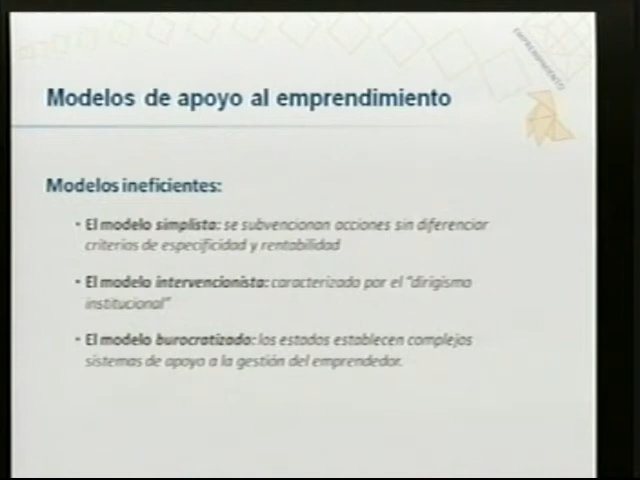 EMPRENDIMIENTO
Modelos de apoyo al emprendimiento
Modelos ineficientes:
• El modelo simplista: se subvencionan acciones sin diferenciar
criterios de especificidad y rentabilidad
• El modelo intervencionista: caracterizado por el "dirigismo
institucional"
• El modelo burocratizado: los estados establecen complejos
sistemas de apoyo a la gestión del emprendedor.